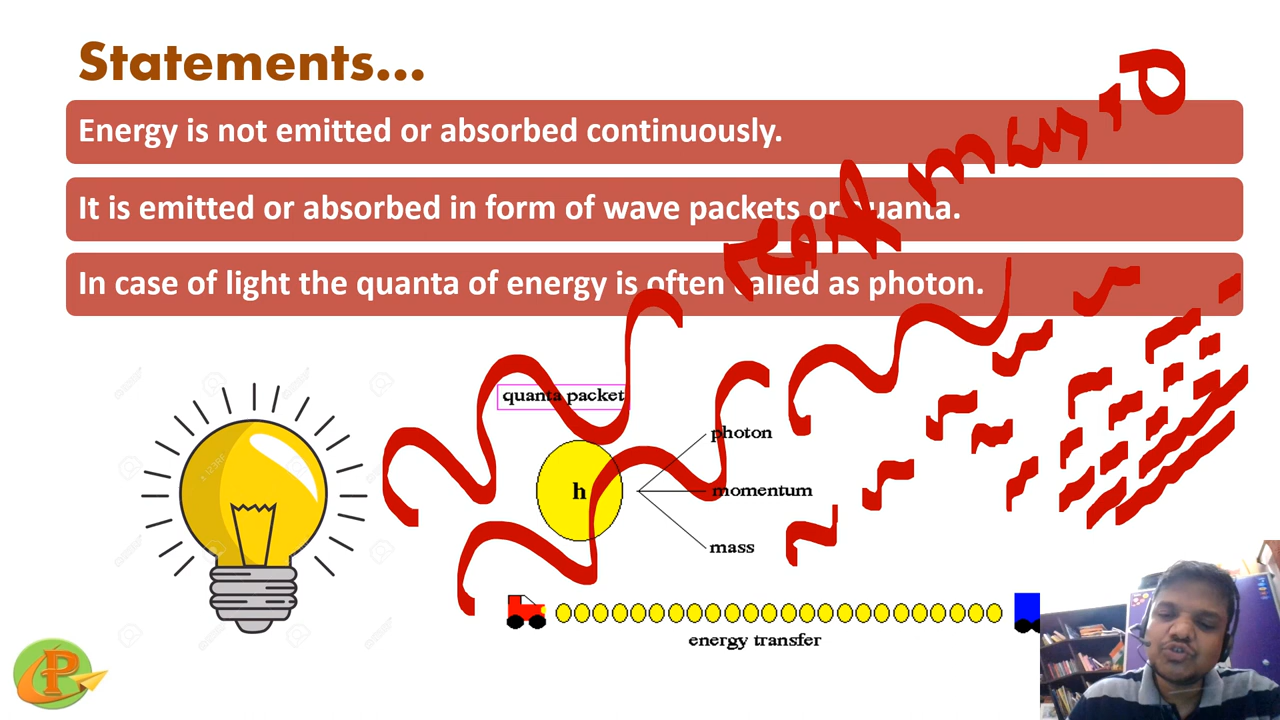 Statements...
Energy is not emitted or absorbed continuously.
It is emitted or absorbed in form of wave packets or quanta.
In case of light the quanta of energy is often called as photon.
quanta packet
photon
h
momentum
mass
energy transfer
P